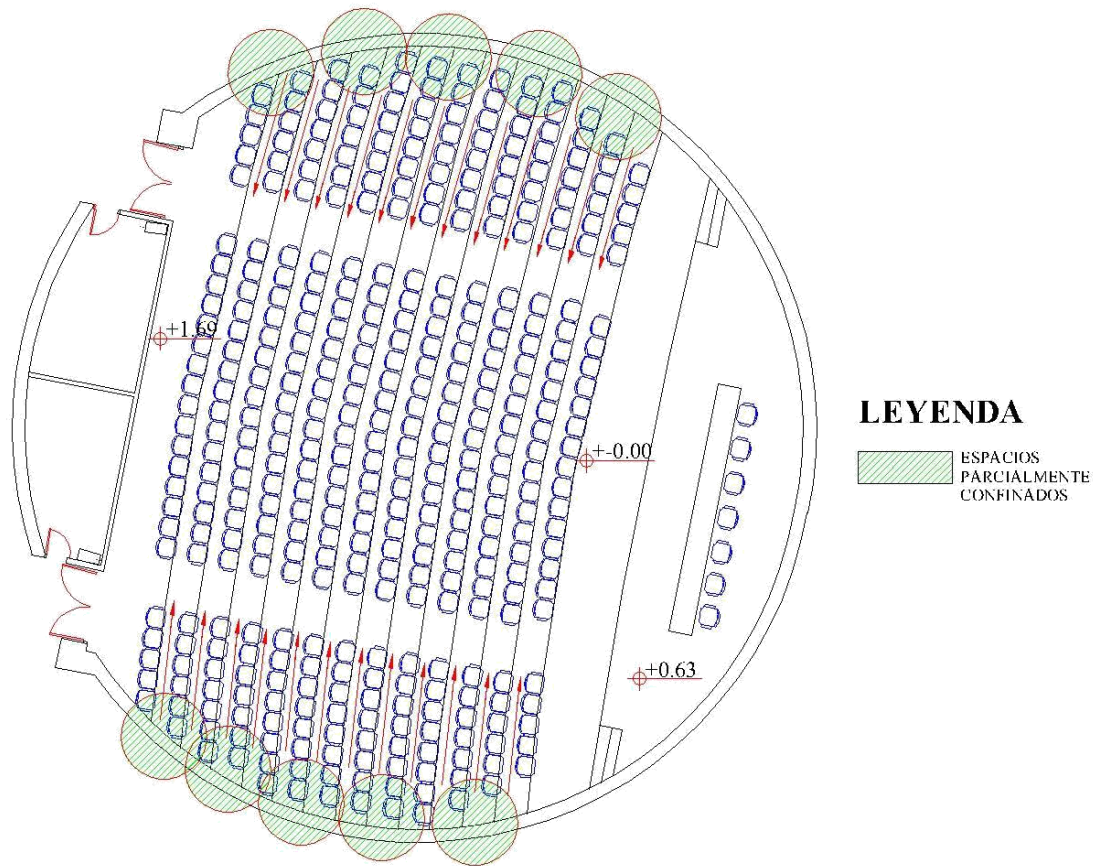 +1.69
+-0.00
+0.63
LEYENDA
ESPACIOS
PARCIALMENTE
CONFINADOS